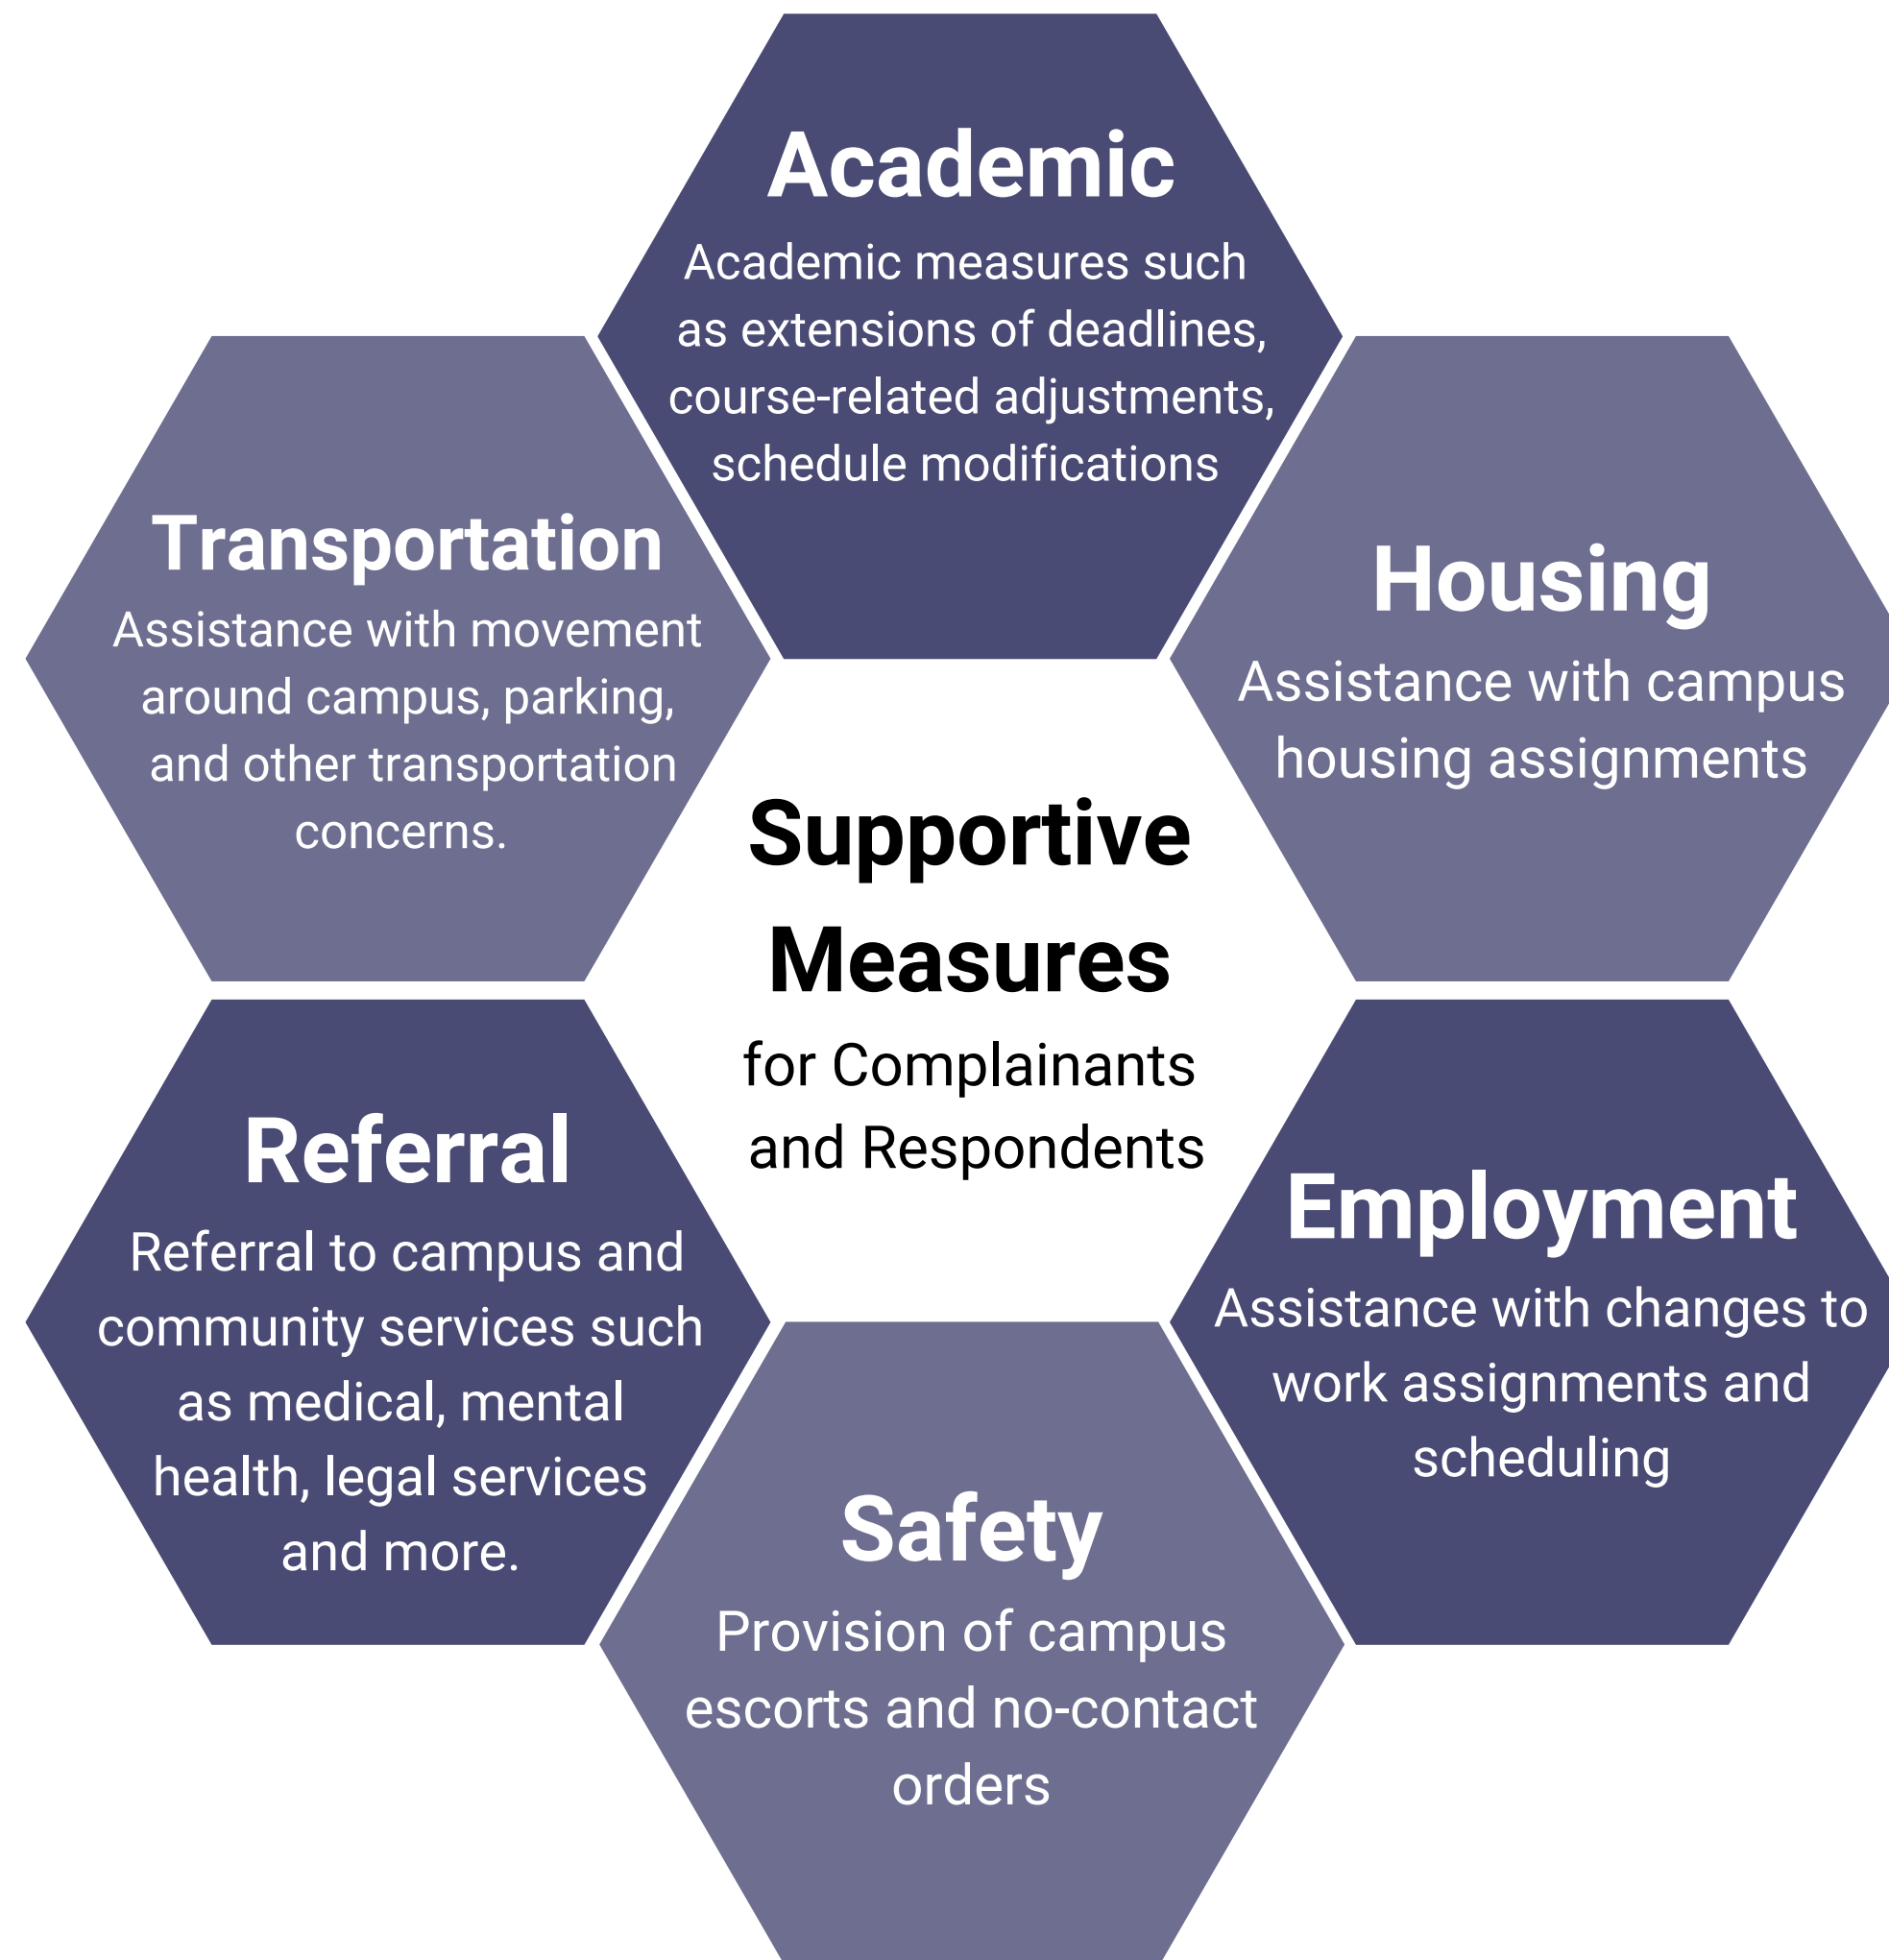 Academic
Academic measures such
as extensions of deadlines,
course-related adjustments,
schedule modifications
Transportation
Assistance with movement
around campus, parking,
and other transportation
concerns.
Housing
Assistance with campus
housing assignments
Supportive
Measures
for Complainants
and Respondents
Referral
Referral to campus and
community services such
as medical, mental
health, legal services
and more.
Employment
Assistance with changes to
work assignments and
scheduling
Safety
Provision of campus
escorts and no-contact
orders